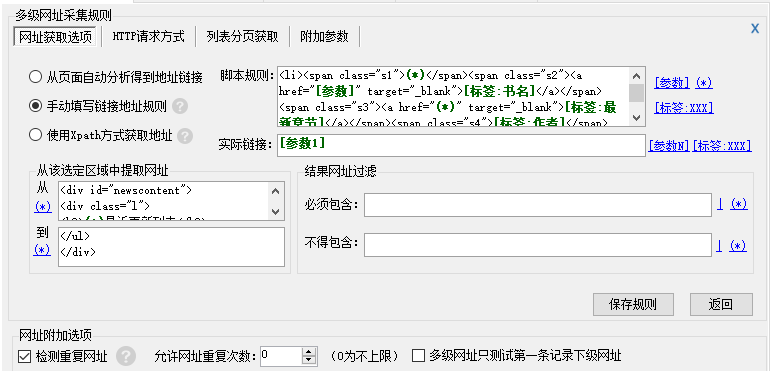 多级网址采集规则
X
网址获取选项 HTTP请求方式 列表分页获取 附加参数
从页面自动分析得到地址链接
手动填写链接地址规则 ?
使用Xpath方式获取地址 ?
脚本规则:
<li><span class="s1">(*)</span><span class="s2"><a
href="[参数]" target="_blank">[标签:书名]</a></span>
<span class="s3"><a href="(*)" target="_blank">[标签:最
新章节]</a></span><span class="s4">[标签:作者]</span>
[参数] (*)
[标签:XXX]
实际链接: [参数1] [参数N] [标签:XXX]
从该选定区域中提取网址
从
(*)
<div id="newscontent">
<div class="l">
到
(*)
</ul>
</div>
结果网址过滤
必须包含: | (*)
不得包含: | (*)
保存规则 返回
网址附加选项
检测重复网址 ? 允许网址重复次数: 0 (0为不上限) 多级网址只测试第一条记录下级网址